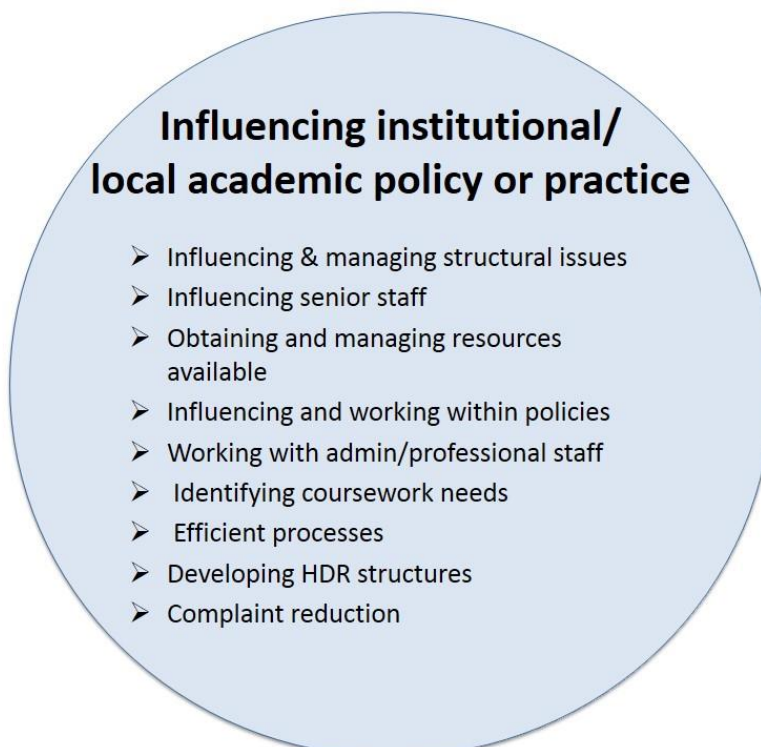 Influencing institutional/
local academic policy or practice
➢ Influencing & managing structural issues
➢ Influencing senior staff
➢ Obtaining and managing resources
available
➢ Influencing and working within policies
➢ Working with admin/professional staff
➢ Identifying coursework needs
➢ Efficient processes
➢ Developing HDR structures
➢ Complaint reduction